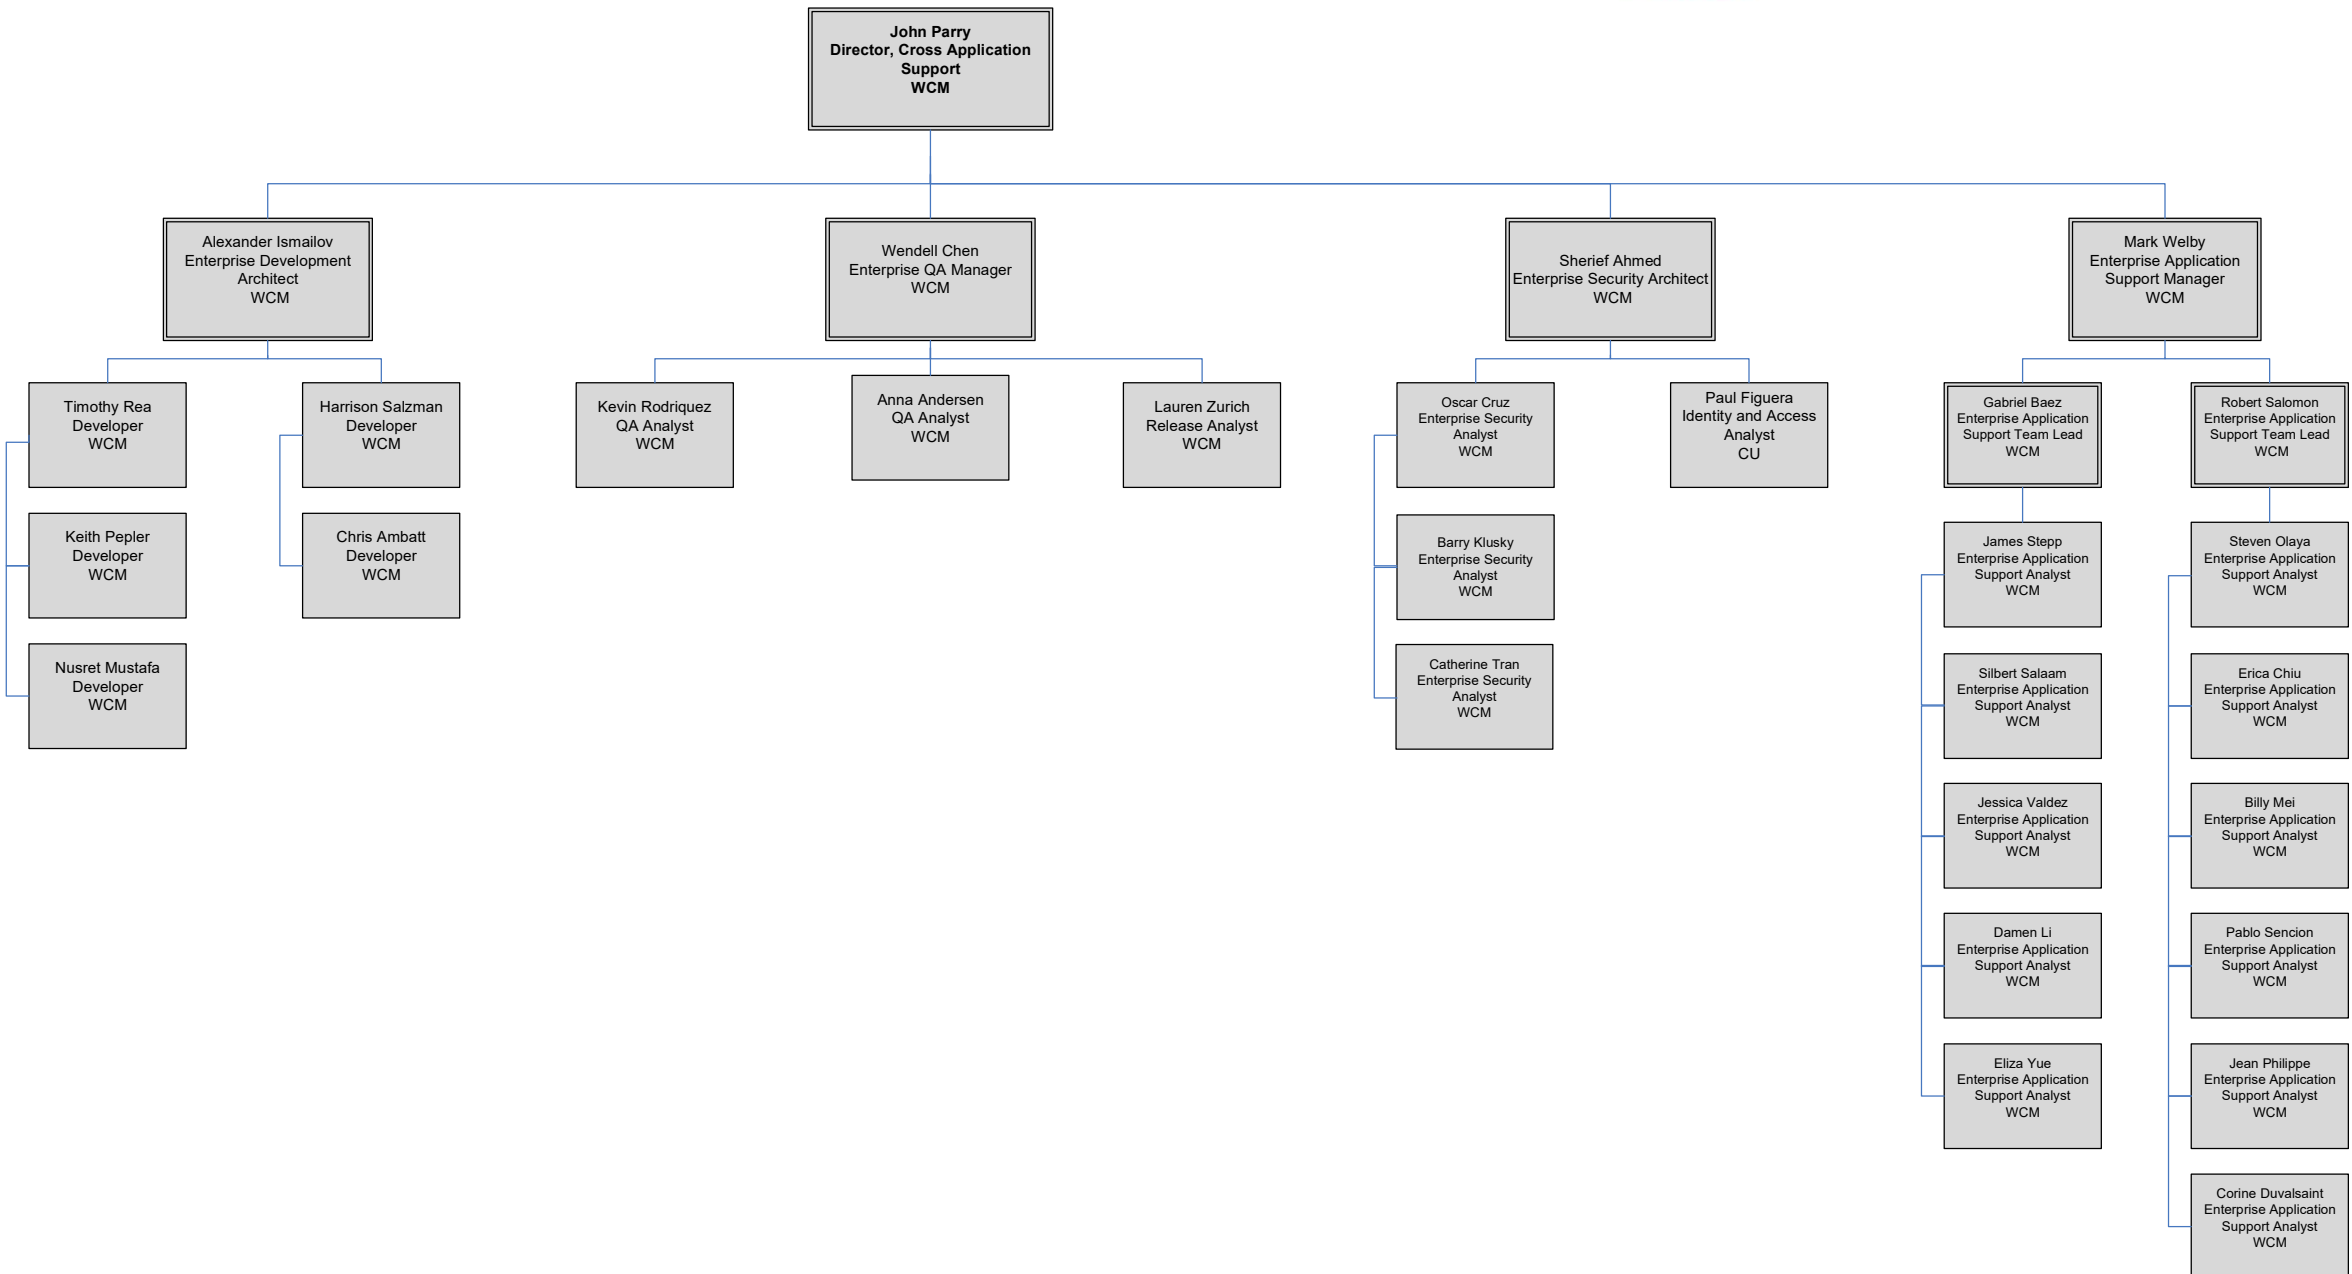 John Parry
Director, Cross Application
Support
WCM
Alexander Ismailov
Enterprise Development
Architect
WCM
Wendell Chen
Enterprise QA Manager
WCM
Sherief Ahmed
Enterprise Security Architect
WCM
Mark Welby
Enterprise Application
Support Manager
WCM
Timothy Rea
Developer
WCM
Harrison Salzman
Developer
WCM
Kevin Rodriquez
QA Analyst
WCM
Anna Andersen
QA Analyst
WCM
Lauren Zurich
Release Analyst
WCM
Oscar Cruz
Enterprise Security
Analyst
WCM
Paul Figuera
Identity and Access
Analyst
CU
Gabriel Baez
Enterprise Application
Support Team Lead
WCM
Robert Salomon
Enterprise Application
Support Team Lead
WCM
Keith Pepler
Developer
WCM
Chris Ambatt
Developer
WCM
Barry Klusky
Enterprise Security
Analyst
WCM
James Stepp
Enterprise Application
Support Analyst
WCM
Steven Olaya
Enterprise Application
Support Analyst
WCM
Nusret Mustafa
Developer
WCM
Catherine Tran
Enterprise Security
Analyst
WCM
Silbert Salaam
Enterprise Application
Support Analyst
WCM
Erica Chiu
Enterprise Application
Support Analyst
WCM
Jessica Valdez
Enterprise Application
Support Analyst
WCM
Billy Mei
Enterprise Application
Support Analyst
WCM
Damen Li
Enterprise Application
Support Analyst
WCM
Pablo Sencion
Enterprise Application
Support Analyst
WCM
Eliza Yue
Enterprise Application
Support Analyst
WCM
Jean Philippe
Enterprise Application
Support Analyst
WCM
Corine Duvalsaint
Enterprise Application
Support Analyst
WCM